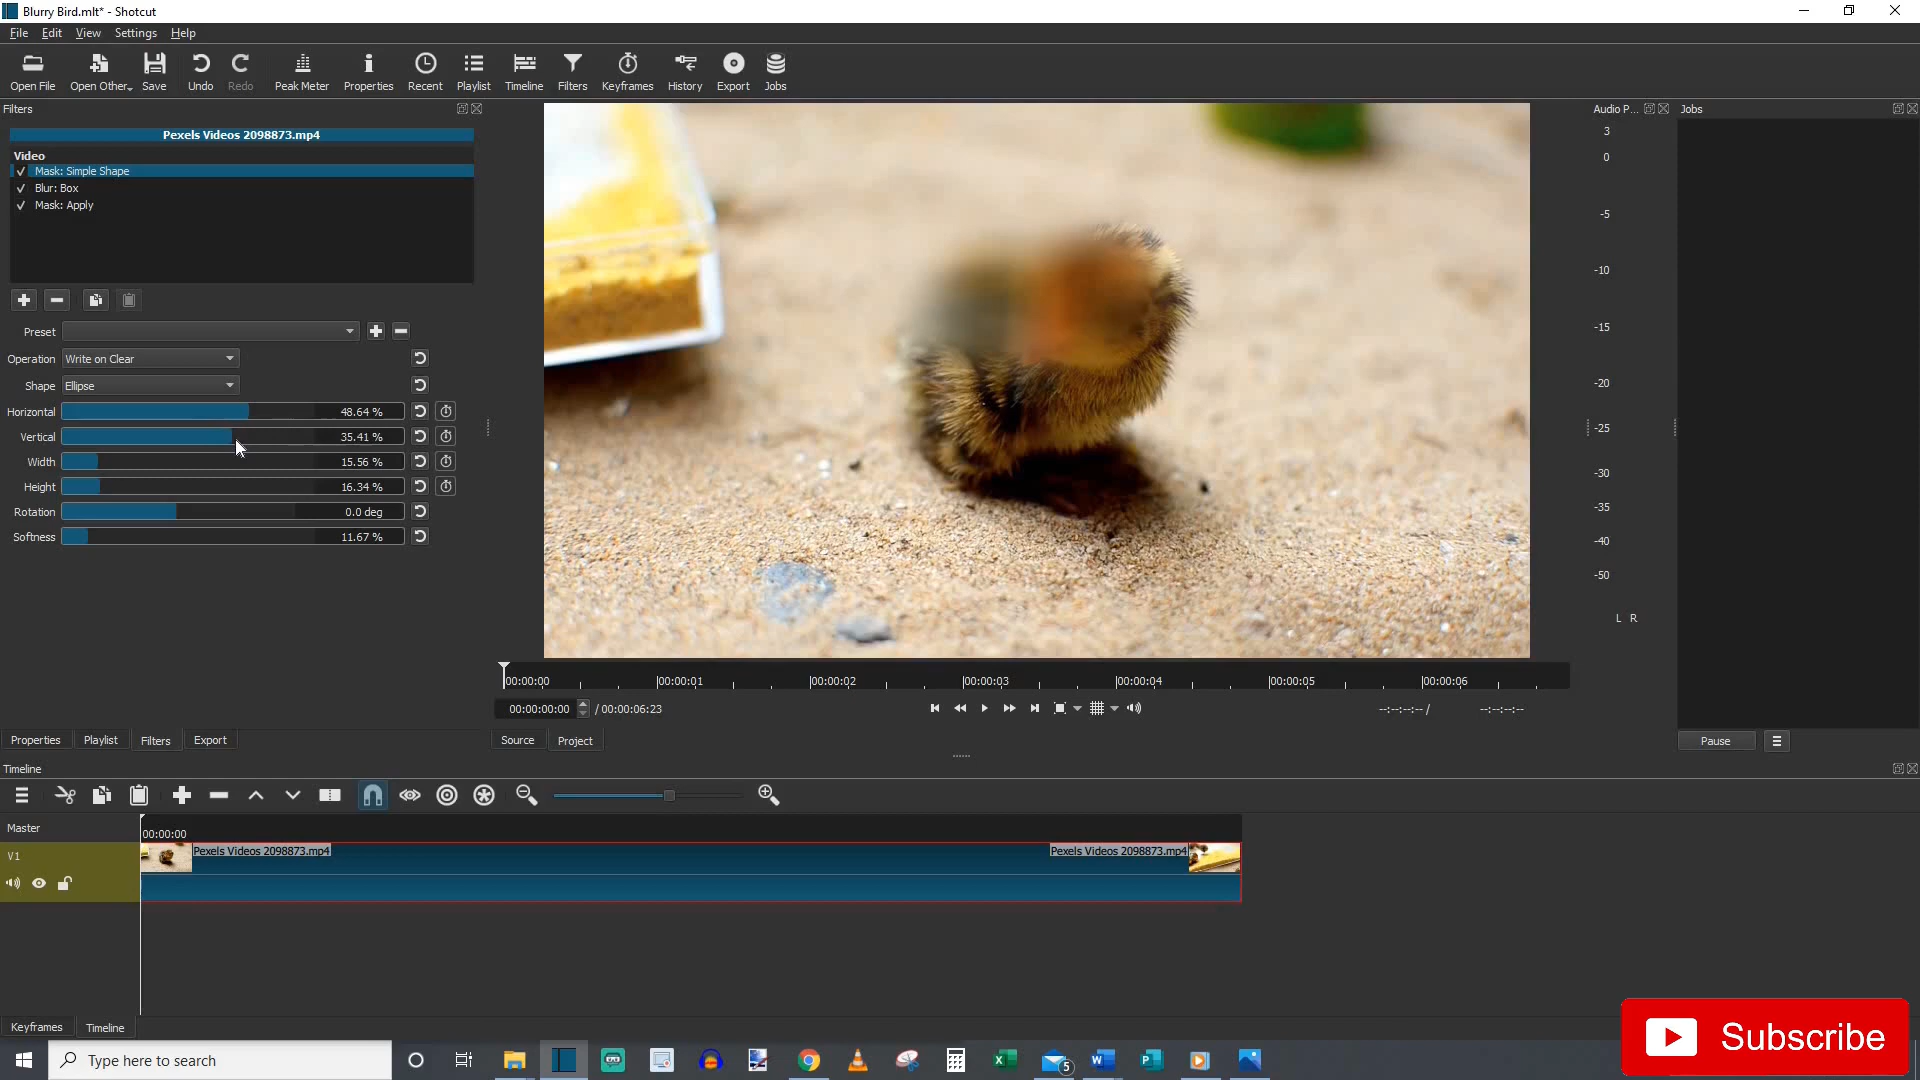 Blurry Bird.mlt* - Shotcut
File Edit View Settings Help
Open File Open Other Save Undo Redo Peak Meter Properties Recent Playlist Timeline Filters Keyframes History Export Jobs
Filters
Pexels Videos 2098873.mp4
Video
Mask: Simple Shape
Blur: Box
Mask: Apply
Preset
Operation Write on Clear
Shape Ellipse
Horizontal 48.64 %
Vertical 35.41 %
Width 15.56 %
Height 16.34 %
Rotation 0.0 deg
Softness 11.67 %
Audio P...
3
0
-5
-10
-15
-20
-25
-30
-35
-40
-50
L R
Jobs
00:00:00 00:00:01 00:00:02 00:00:03 00:00:04 00:00:05 00:00:06
00:00:00:00 / 00:00:06:23
--:--:--:-- / --:--:--:--
Properties Playlist Filters Export
Source Project
Pause
Timeline
Master
00:00:00
V1
Pexels Videos 2098873.mp4 Pexels Videos 2098873.mp4
Keyframes Timeline
Type here to search
5
Subscribe